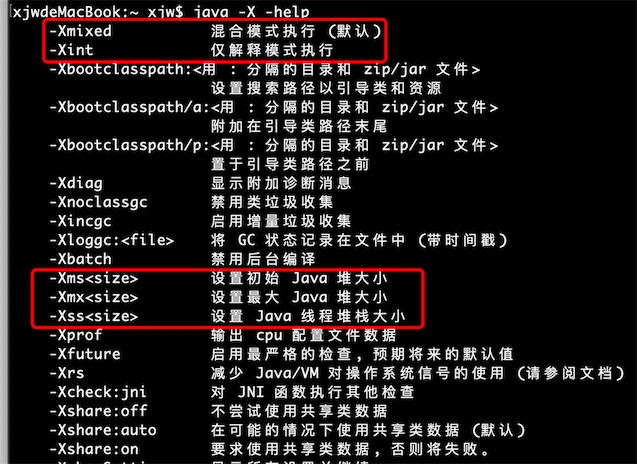 xjwdeMacBook:~ xjw$ java -X -help
-Xmixed 混合模式执行 (默认)
-Xint 仅解释模式执行
-Xbootclasspath:<用 : 分隔的目录和 zip/jar 文件>
设置搜索路径以引导类和资源
-Xbootclasspath/a:<用 : 分隔的目录和 zip/jar 文件>
附加在引导类路径末尾
-Xbootclasspath/p:<用 : 分隔的目录和 zip/jar 文件>
置于引导类路径之前
-Xdiag 显示附加诊断消息
-Xnoclassgc 禁用类垃圾收集
-Xincgc 启用增量垃圾收集
-Xloggc:<file> 将 GC 状态记录在文件中 (带时间戳)
-Xbatch 禁用后台编译
-Xms<size> 设置初始 Java 堆大小
-Xmx<size> 设置最大 Java 堆大小
-Xss<size> 设置 Java 线程堆栈大小
-Xprof 输出 cpu 配置文件数据
-Xfuture 启用最严格的检查, 预期将来的默认值
-Xrs 减少 Java/VM 对操作系统信号的使用 (请参阅文档)
-Xcheck:jni 对 JNI 函数执行其他检查
-Xshare:off 不尝试使用共享类数据
-Xshare:auto 在可能的情况下使用共享类数据 (默认)
-Xshare:on 要求使用共享类数据, 否则将失败。